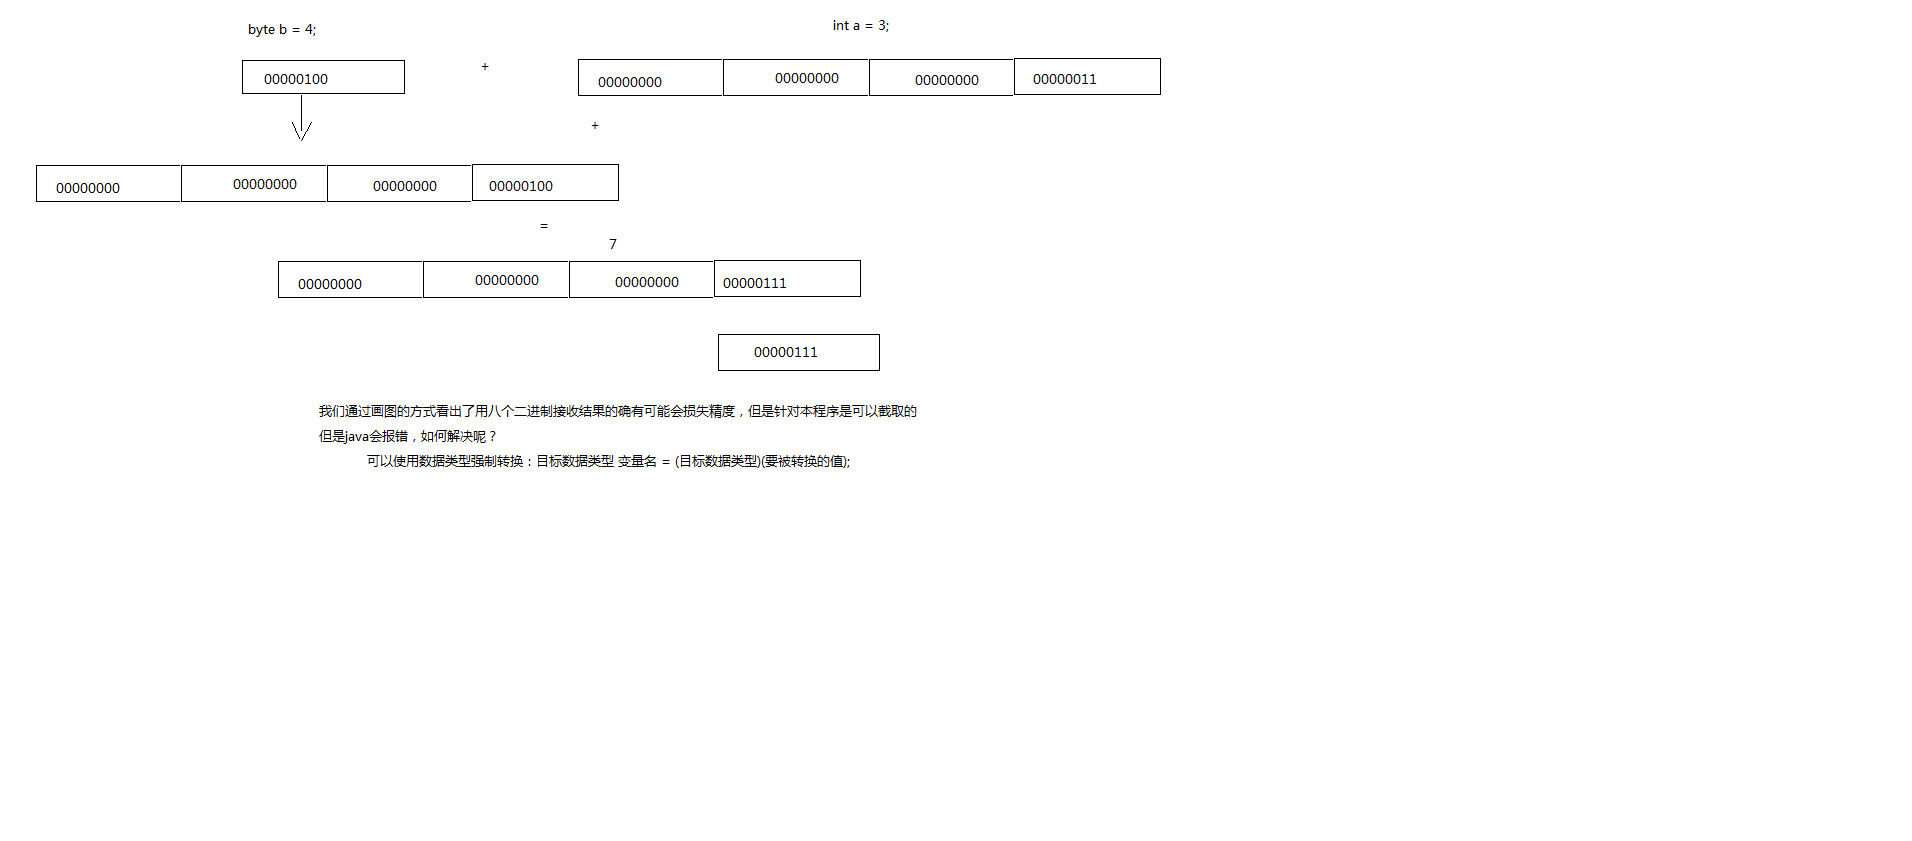 byte b = 4;
int a = 3;
00000100
+
00000000 00000000 00000000 00000011
+
00000000 00000000 00000000 00000100
=
7
00000000 00000000 00000000 00000111
00000111
我们通过画图的方式看出了用八个二进制接收结果的确有可能会损失精度，但是针对本程序是可以截取的
但是java会报错，如何解决呢？
可以使用数据类型强制转换：目标数据类型 变量名 = (目标数据类型)(要被转换的值);